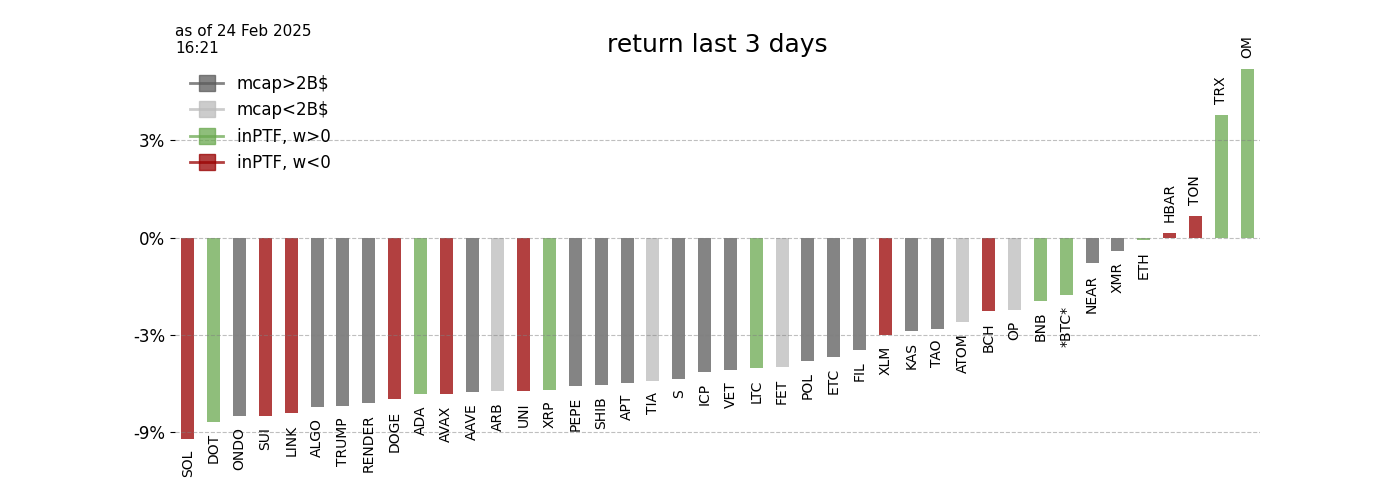 as of 24 Feb 2025
16:21
return last 3 days
mcap>2B$
mcap<2B$
inPTF, w>0
inPTF, w<0
3%
0%
-3%
-9%
SOL
DOT
ONDO
SUI
LINK
ALGO
TRUMP
RENDER
DOGE
ADA
AVAX
AAVE
ARB
UNI
XRP
PEPE
SHIB
APT
TIA
S
ICP
VET
LTC
FET
POL
ETC
FIL
XLM
KAS
TAO
ATOM
BCH
OP
BNB
*BTC*
NEAR
XMR
ETH
HBAR
TON
TRX
OM